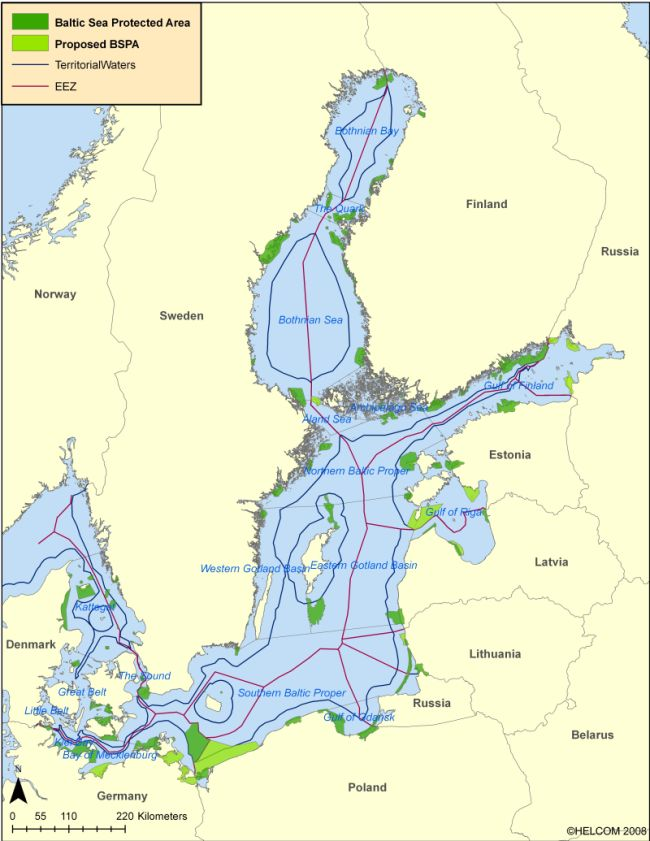 Baltic Sea Protected Area
Proposed BSPA
TerritorialWaters
EEZ
Bothnian Bay
The Quark
Finland
Russia
Norway
Sweden
Bothnian Sea
Gulf of Finland
Archipelago Sea
Åland Sea
Estonia
Northern Baltic Proper
Gulf of Riga
Western Gotland Basin
Eastern Gotland Basin
Latvia
Kattegat
Denmark
Lithuania
The Sound
Great Belt
Southern Baltic Proper
Russia
Little Belt
Gulf of Gdansk
Belarus
Kiel Bay
Bay of Mecklenburg
N
Poland
Germany
0 55 110 220 Kilometers
©HELCOM 2008